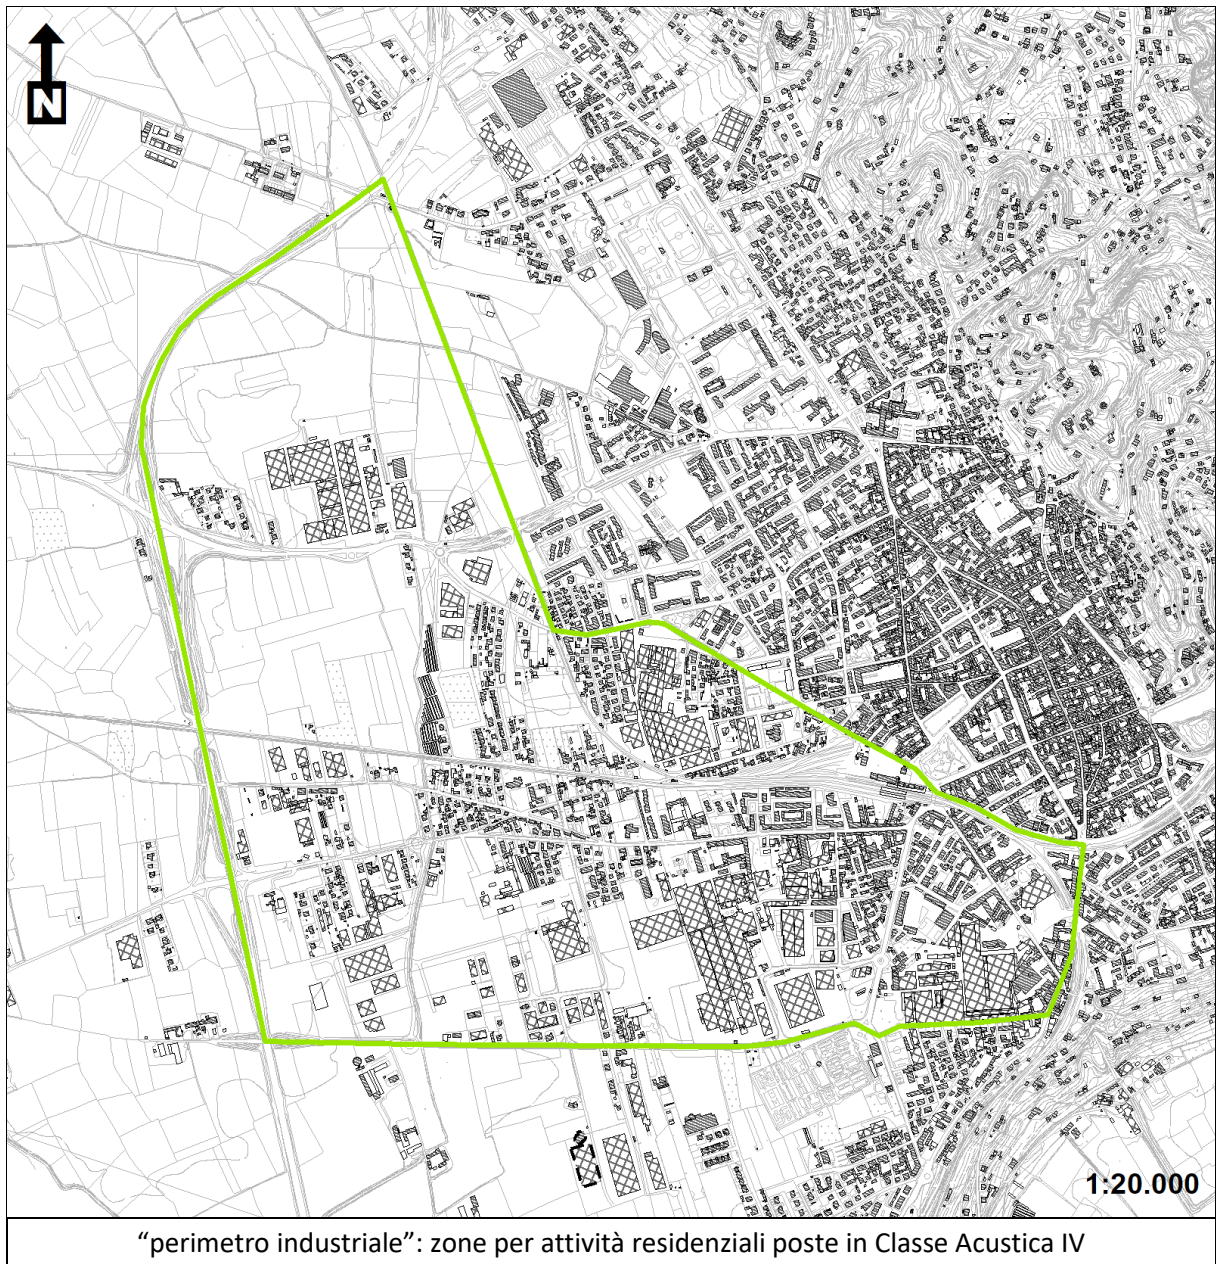 N
1:20.000
“perimetro industriale”: zone per attività residenziali poste in Classe Acustica IV